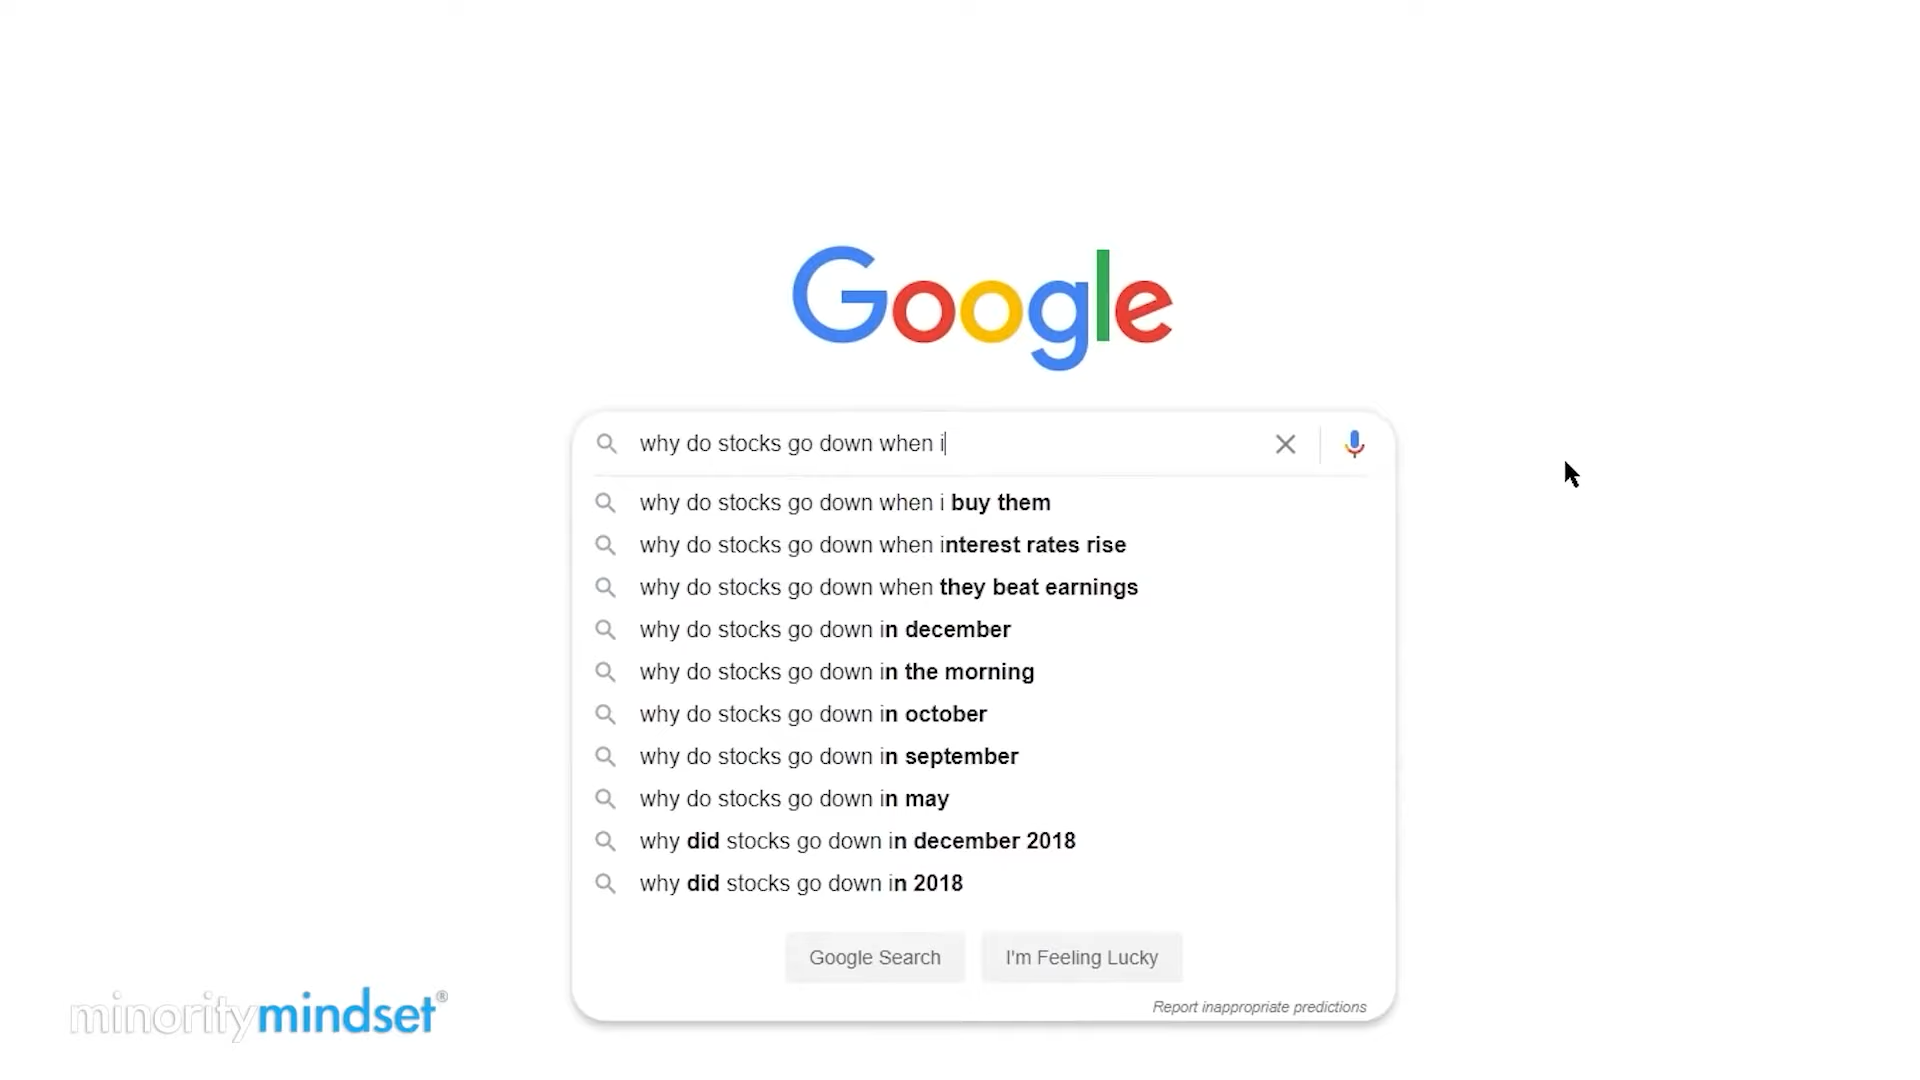 Google
why do stocks go down when i
why do stocks go down when i buy them
why do stocks go down when interest rates rise
why do stocks go down when they beat earnings
why do stocks go down in december
why do stocks go down in the morning
why do stocks go down in october
why do stocks go down in september
why do stocks go down in may
why did stocks go down in december 2018
why did stocks go down in 2018
Google Search I'm Feeling Lucky
Report inappropriate predictions
minoritymindset®